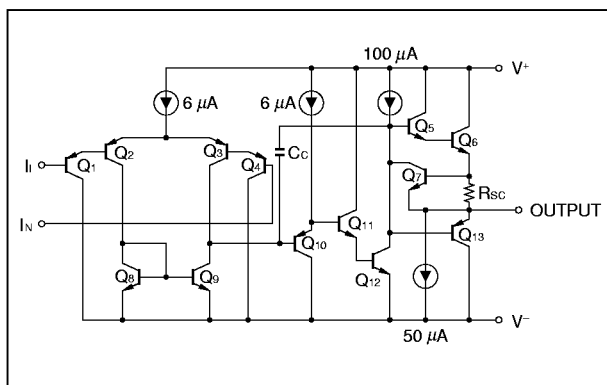 100 μA
V+
6 μA
6 μA
Q5
Q6
Q3
Q4
CC
II
Q1
Q2
Q7
RSC
IN
Q11
OUTPUT
Q10
Q13
Q8
Q9
Q12
V−
50 μA